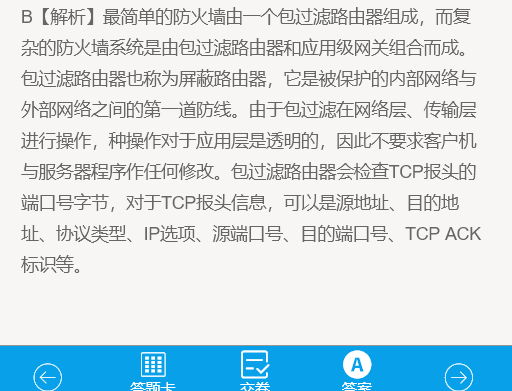 B【解析】最简单的防火墙由一个包过滤路由器组成，而复
杂的防火墙系统是由包过滤路由器和应用级网关组合而成。
包过滤路由器也称为屏蔽路由器，它是被保护的内部网络与
外部网络之间的第一道防线。由于包过滤在网络层、传输层
进行操作，种操作对于应用层是透明的，因此不要求客户机
与服务器程序作任何修改。包过滤路由器会检查TCP报头的
端口号字节，对于TCP报头信息，可以是源地址、目的地
址、协议类型、IP选项、源端口号、目的端口号、TCP ACK
标识等。
A
答题卡 交卷 答案